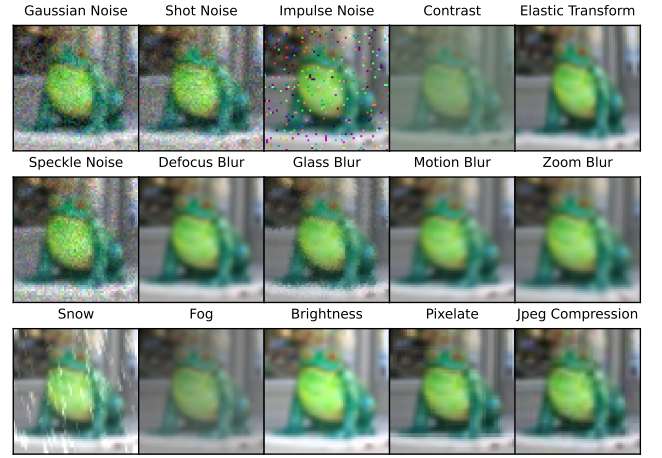 Gaussian Noise Shot Noise Impulse Noise Contrast Elastic Transform
Speckle Noise Defocus Blur Glass Blur Motion Blur Zoom Blur
Snow Fog Brightness Pixelate Jpeg Compression